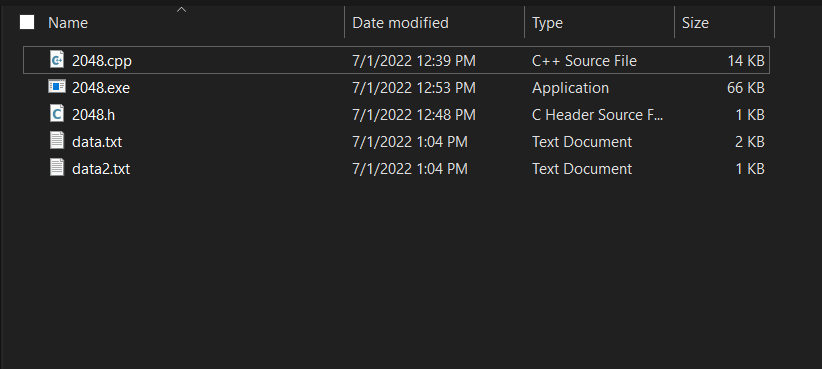 Name Date modified Type Size
2048.cpp 7/1/2022 12:39 PM C++ Source File 14 KB
2048.exe 7/1/2022 12:53 PM Application 66 KB
2048.h 7/1/2022 12:48 PM C Header Source F... 1 KB
data.txt 7/1/2022 1:04 PM Text Document 2 KB
data2.txt 7/1/2022 1:04 PM Text Document 1 KB